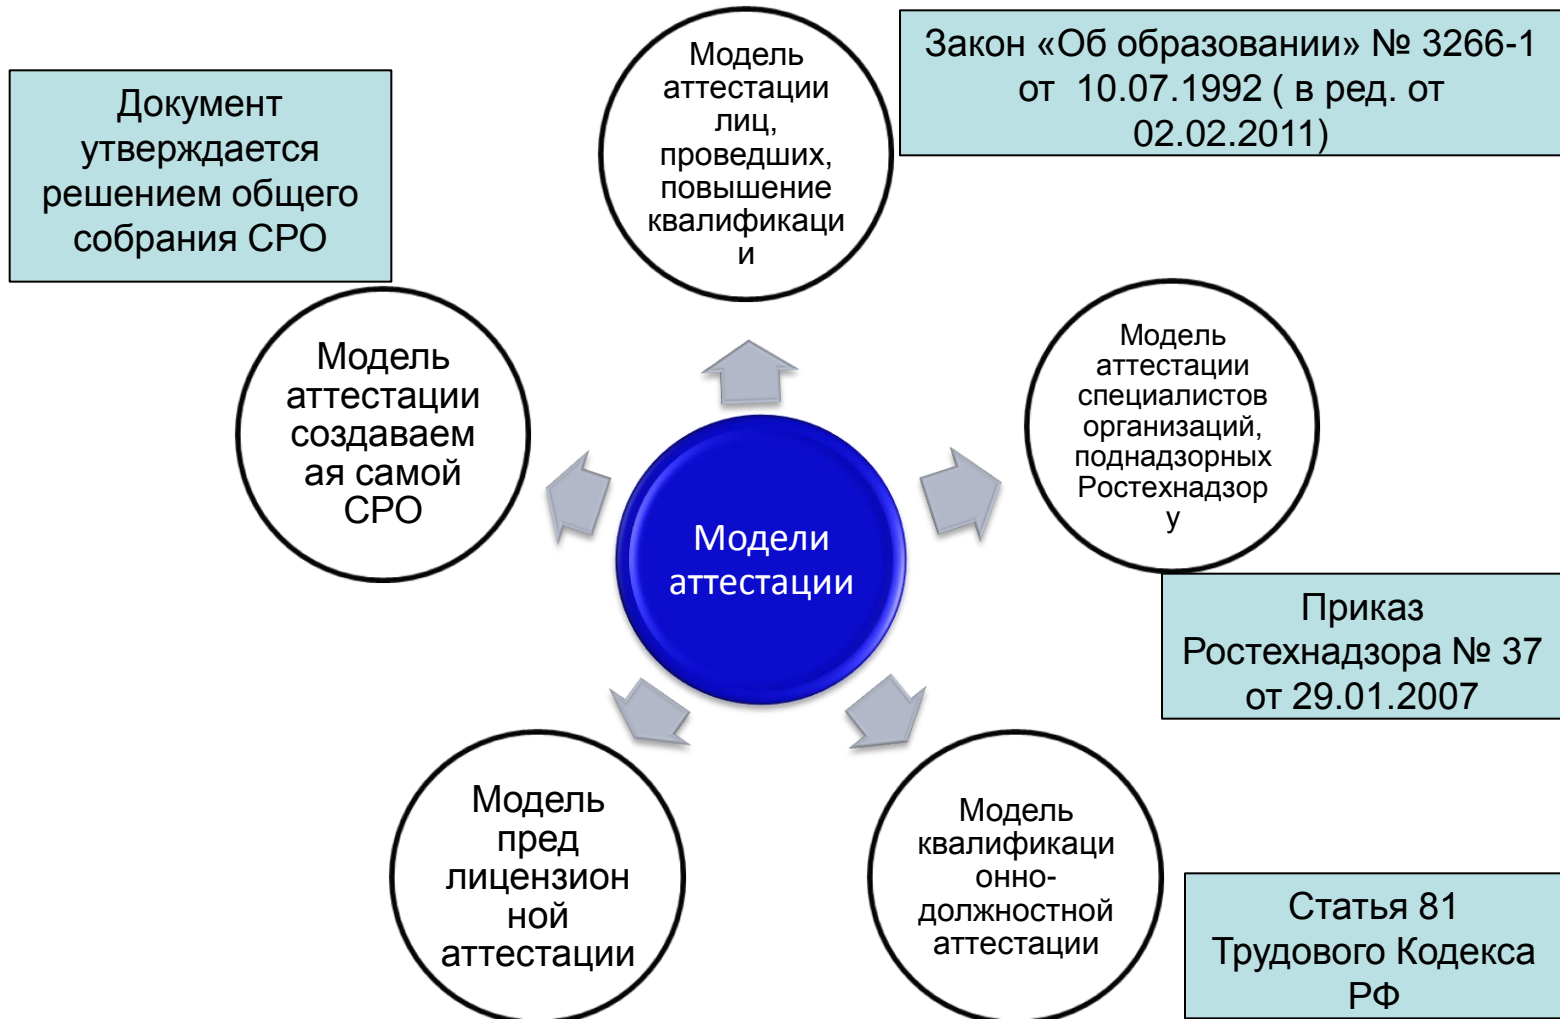 Модель
аттестации
лиц,
проведших,
повышение
квалификаци
и
Закон «Об образовании» № 3266-1
от 10.07.1992 ( в ред. от
02.02.2011)
Документ
утверждается
решением общего
собрания СРО
Модель
аттестации
создаваем
ая самой
СРО
Модель
аттестации
специалистов
организаций,
поднадзорных
Ростехнадзор
у
Модели
аттестации
Приказ
Ростехнадзора № 37
от 29.01.2007
Модель
пред
лицензион
ной
аттестации
Модель
квалификаци
онно-
должностной
аттестации
Статья 81
Трудового Кодекса
РФ